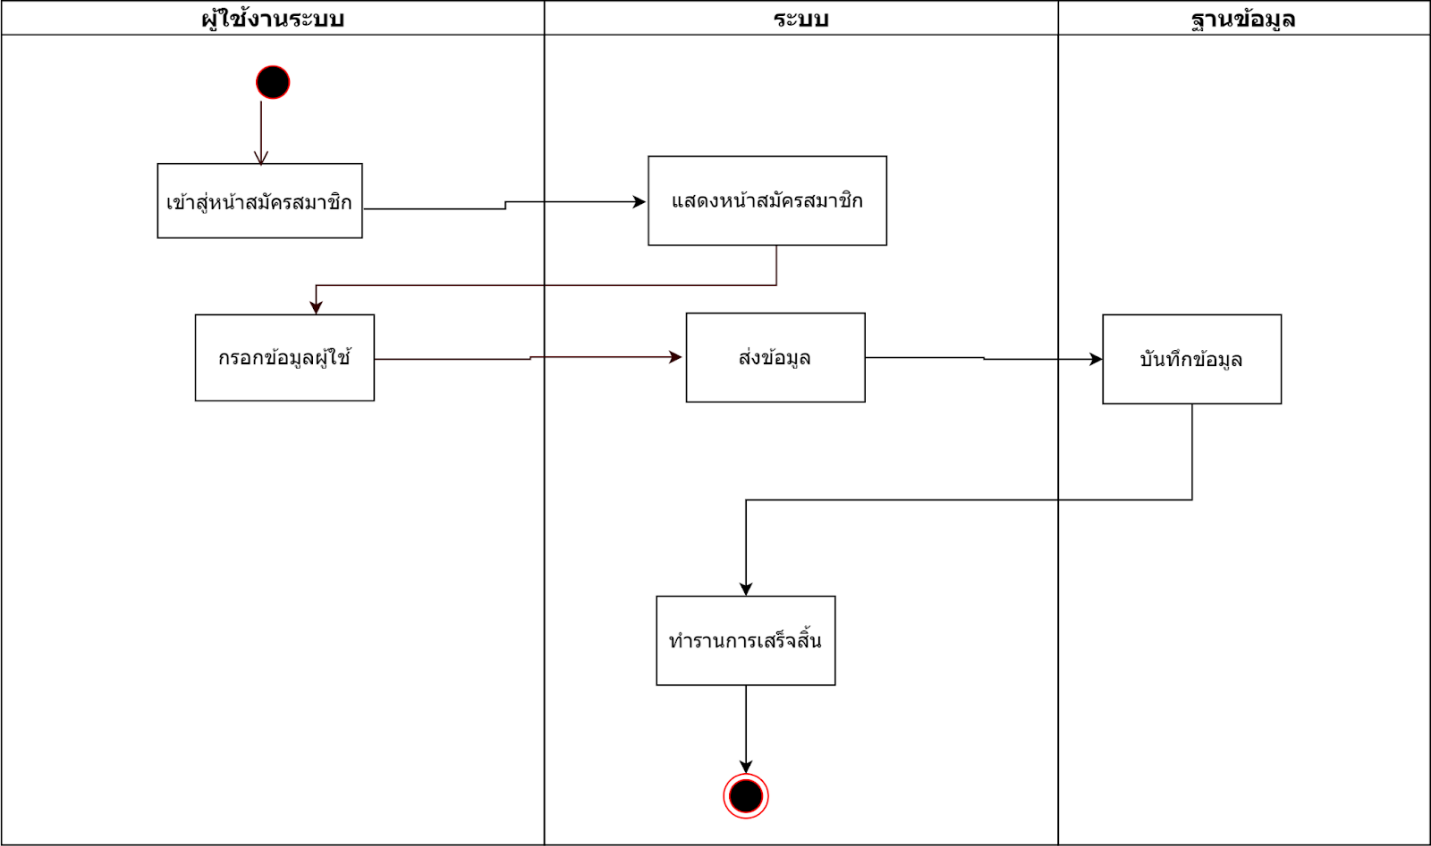 ผู้ใช้งานระบบ
ระบบ
ฐานข้อมูล
เข้าสู่หน้าสมัครสมาชิก
แสดงหน้าสมัครสมาชิก
กรอกข้อมูลผู้ใช้
ส่งข้อมูล
บันทึกข้อมูล
ทำรานการเสร็จสิ้น